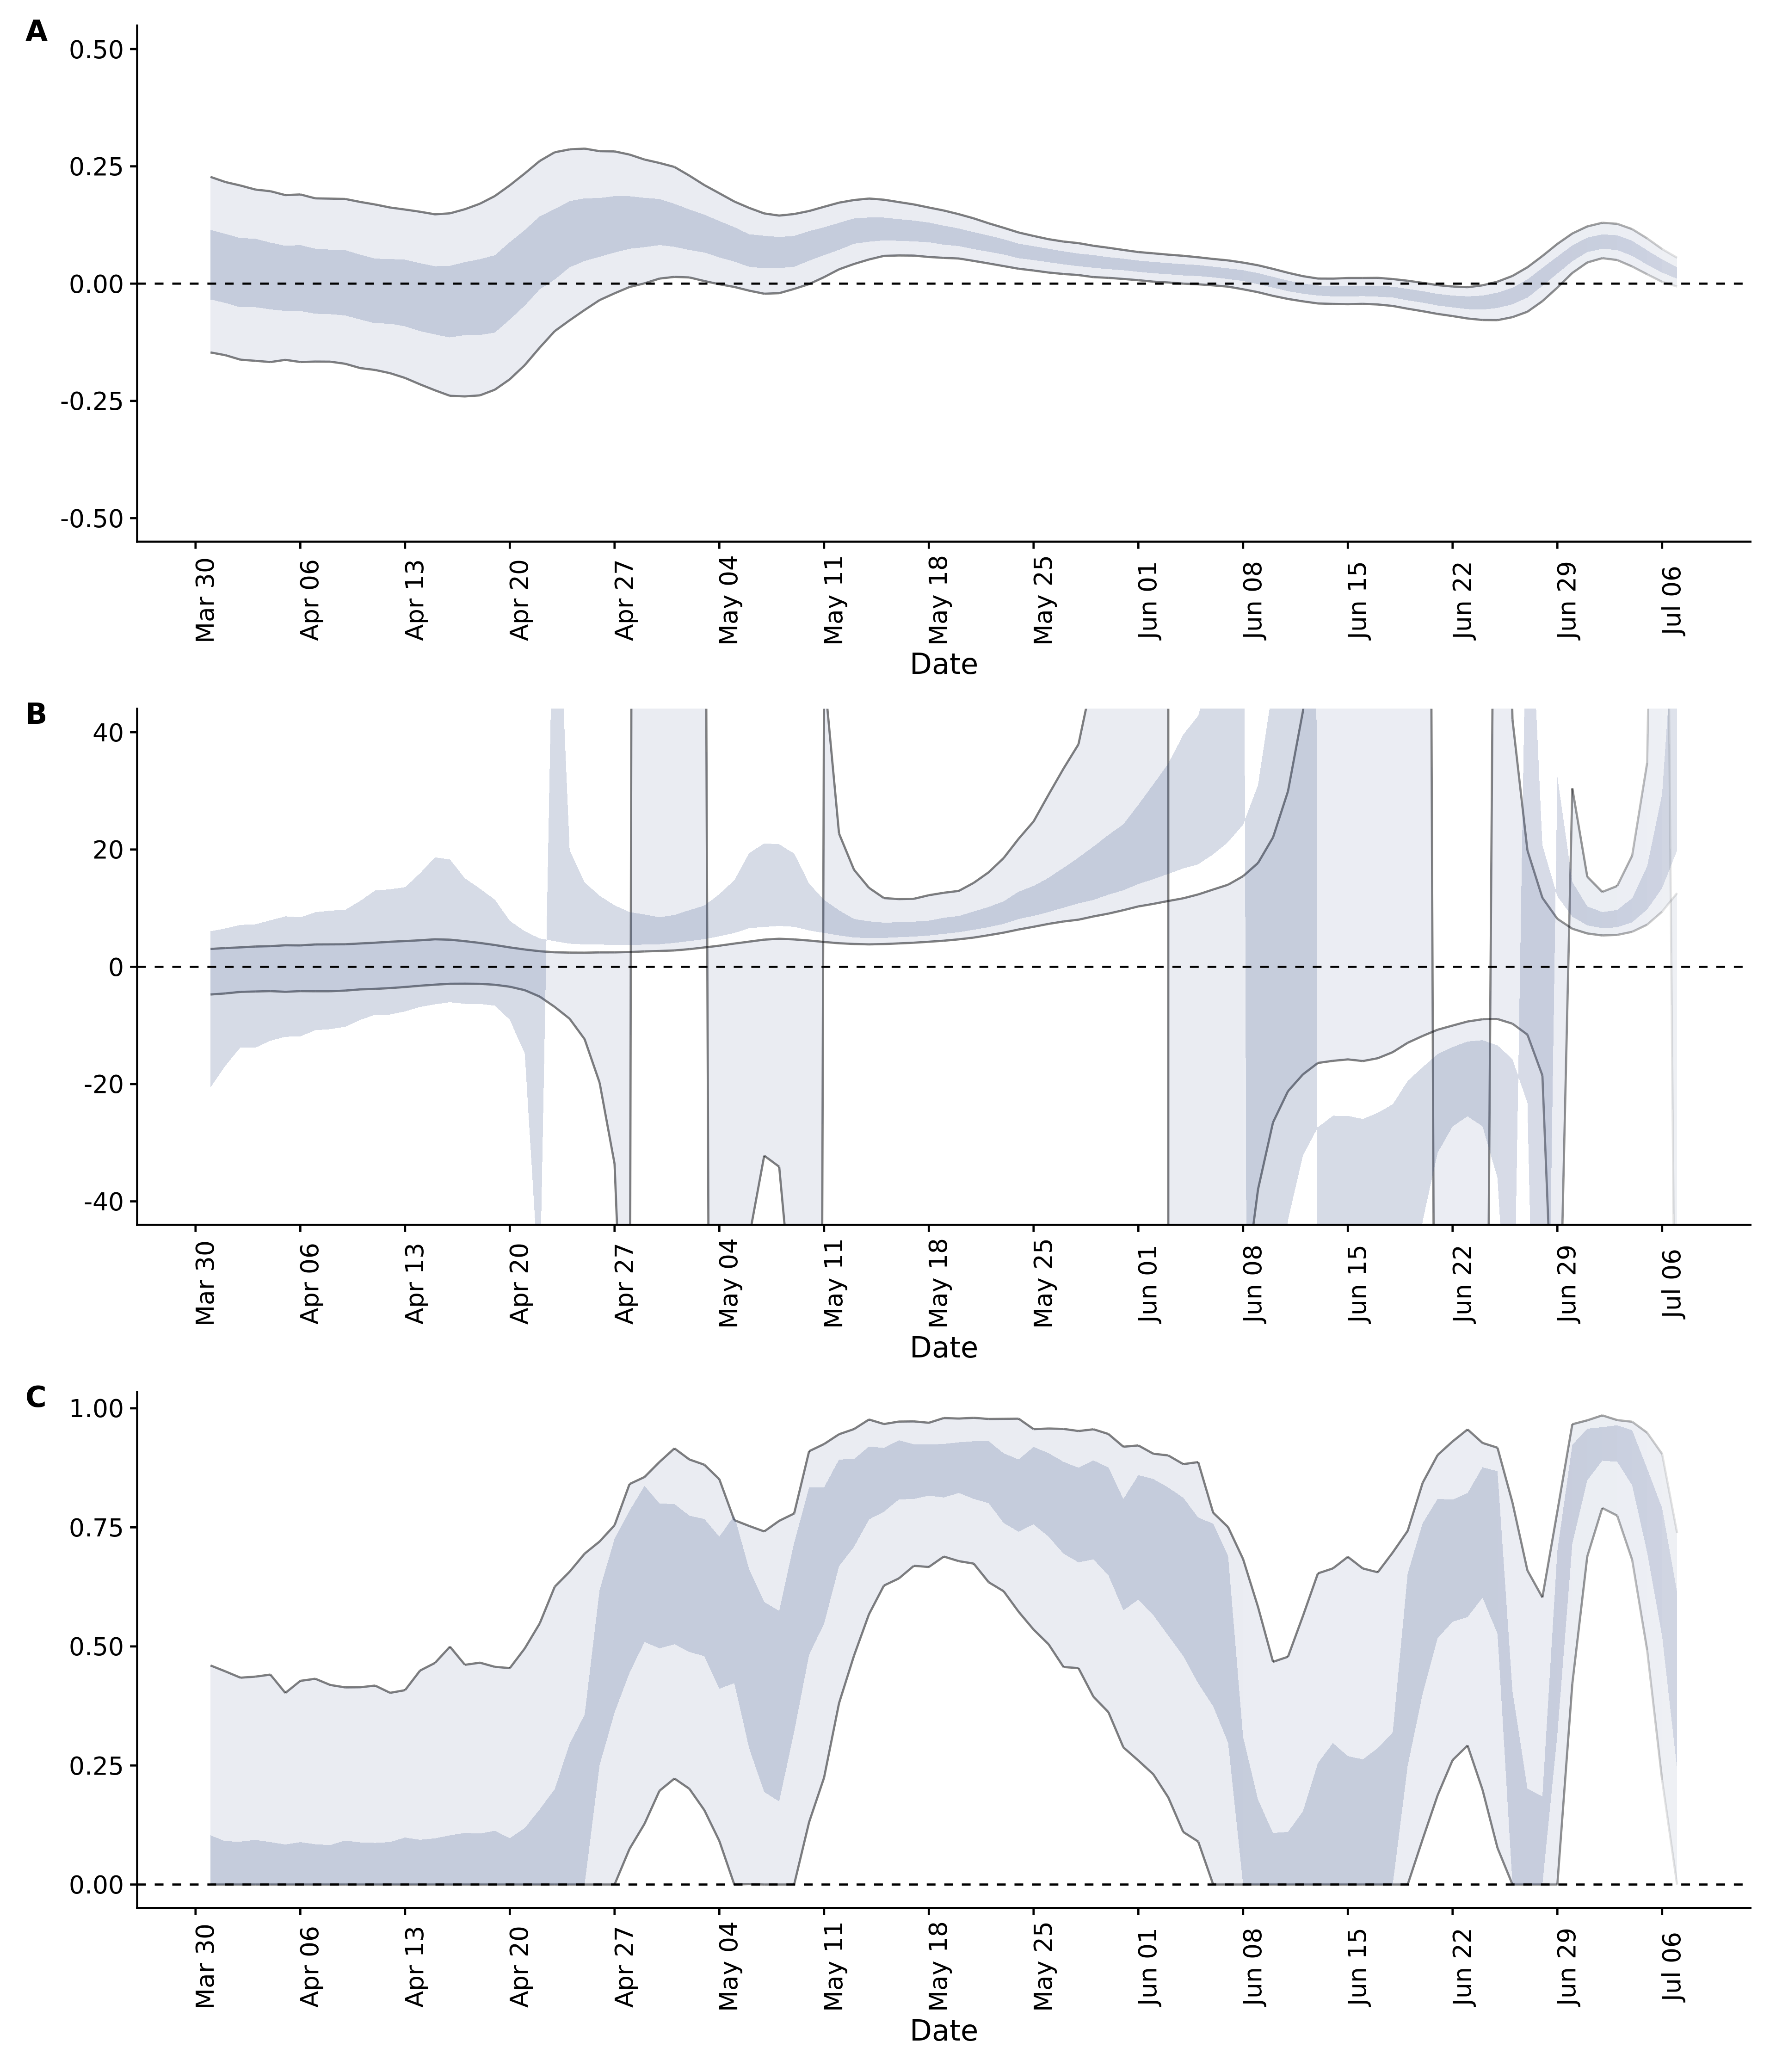 A
0.50
0.25
0.00
-0.25
-0.50
Mar 30
Apr 06
Apr 13
Apr 20
Apr 27
May 04
May 11
May 18
May 25
Jun 01
Jun 08
Jun 15
Jun 22
Jun 29
Jul 06
Date
B
40
20
0
-20
-40
Mar 30
Apr 06
Apr 13
Apr 20
Apr 27
May 04
May 11
May 18
May 25
Jun 01
Jun 08
Jun 15
Jun 22
Jun 29
Jul 06
Date
C
1.00
0.75
0.50
0.25
0.00
Mar 30
Apr 06
Apr 13
Apr 20
Apr 27
May 04
May 11
May 18
May 25
Jun 01
Jun 08
Jun 15
Jun 22
Jun 29
Jul 06
Date